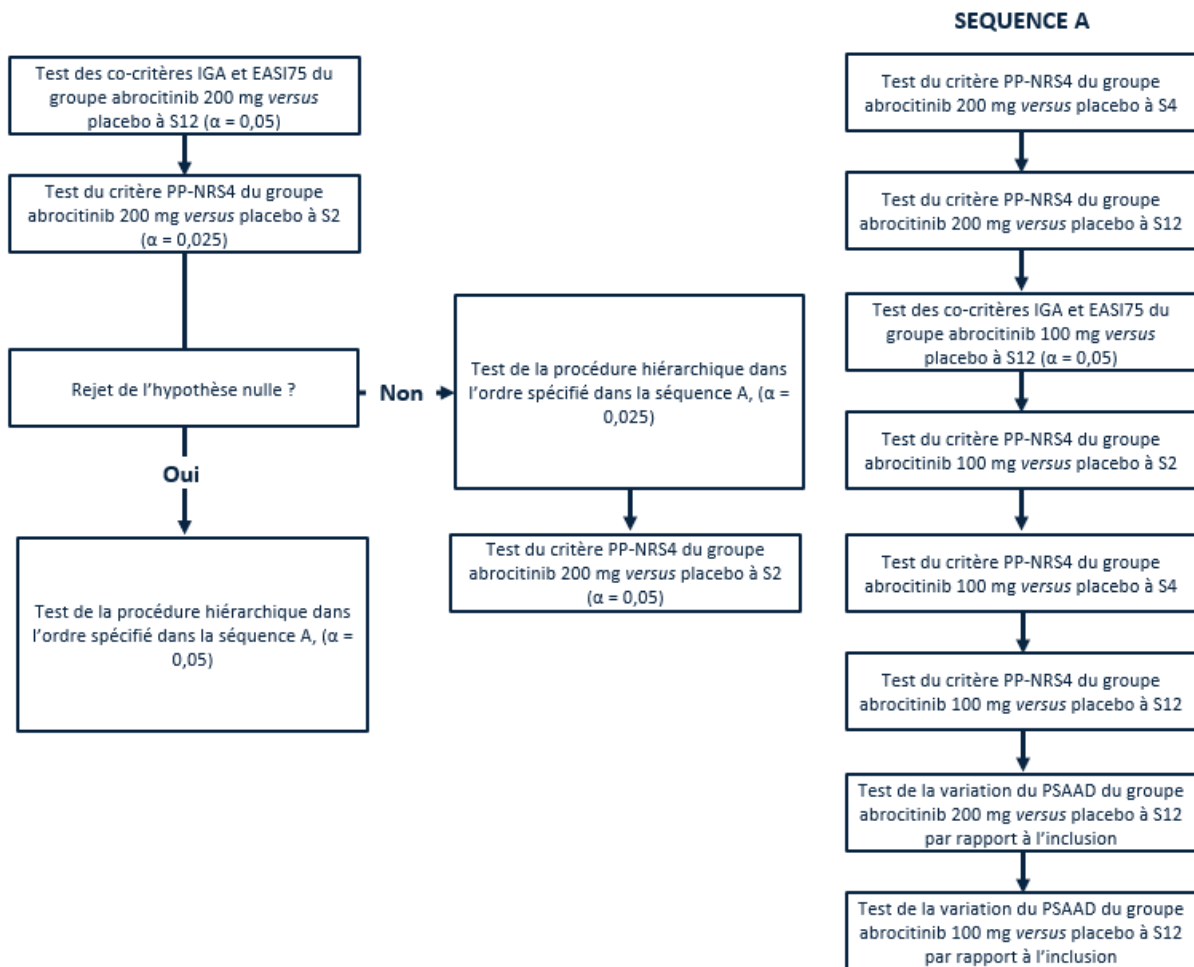 SEQUENCE A
Test des co-critères IGA et EASI75 du
groupe abrocitinib 200 mg versus
placebo à S12 (α = 0,05)
Test du critère PP-NRS4 du groupe
abrocitinib 200 mg versus placebo à S2
(α = 0,025)
Rejet de l’hypothèse nulle ?
Non
Oui
Test de la procédure hiérarchique dans
l’ordre spécifié dans la séquence A, (α =
0,05)
Test de la procédure hiérarchique dans
l’ordre spécifié dans la séquence A, (α =
0,025)
Test du critère PP-NRS4 du groupe
abrocitinib 200 mg versus placebo à S2
(α = 0,05)
Test du critère PP-NRS4 du groupe
abrocitinib 200 mg versus placebo à S4
Test du critère PP-NRS4 du groupe
abrocitinib 200 mg versus placebo à S12
Test des co-critères IGA et EASI75 du
groupe abrocitinib 100 mg versus
placebo à S12 (α = 0,05)
Test du critère PP-NRS4 du groupe
abrocitinib 100 mg versus placebo à S2
Test du critère PP-NRS4 du groupe
abrocitinib 100 mg versus placebo à S4
Test du critère PP-NRS4 du groupe
abrocitinib 100 mg versus placebo à S12
Test de la variation du PSAAD du groupe
abrocitinib 200 mg versus placebo à S12
par rapport à l’inclusion
Test de la variation du PSAAD du groupe
abrocitinib 100 mg versus placebo à S12
par rapport à l’inclusion